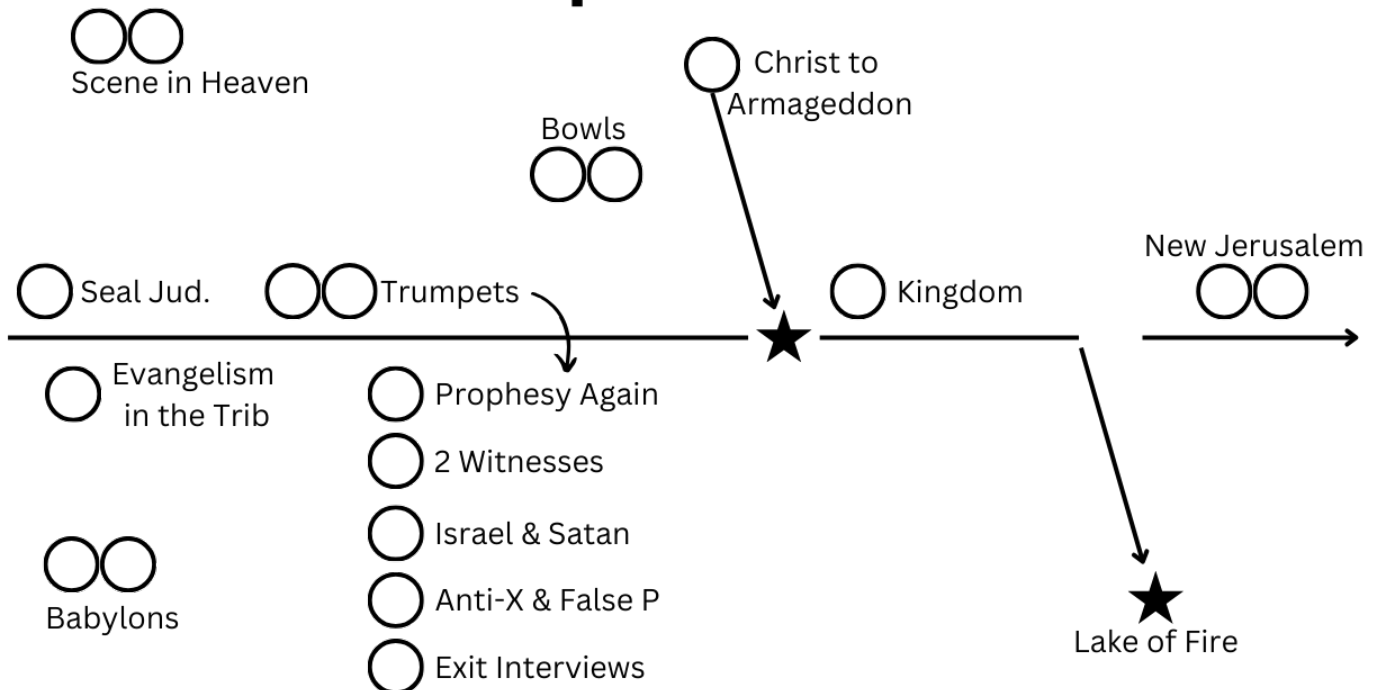 Scene in Heaven
Christ to
Armageddon
Bowls
New Jerusalem
Seal Jud.
Trumpets
Kingdom
Evangelism
in the Trib
Prophesy Again
2 Witnesses
Israel & Satan
Babylons
Anti-X & False P
Exit Interviews
Lake of Fire